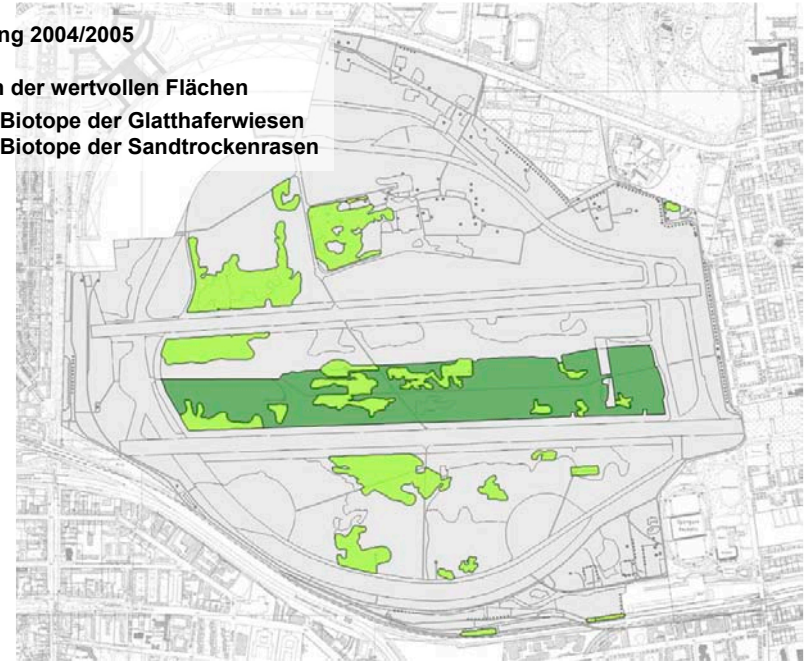 ng 2004/2005
n der wertvollen Flächen
Biotope der Glatthaferwiesen
Biotope der Sandtrockenrasen